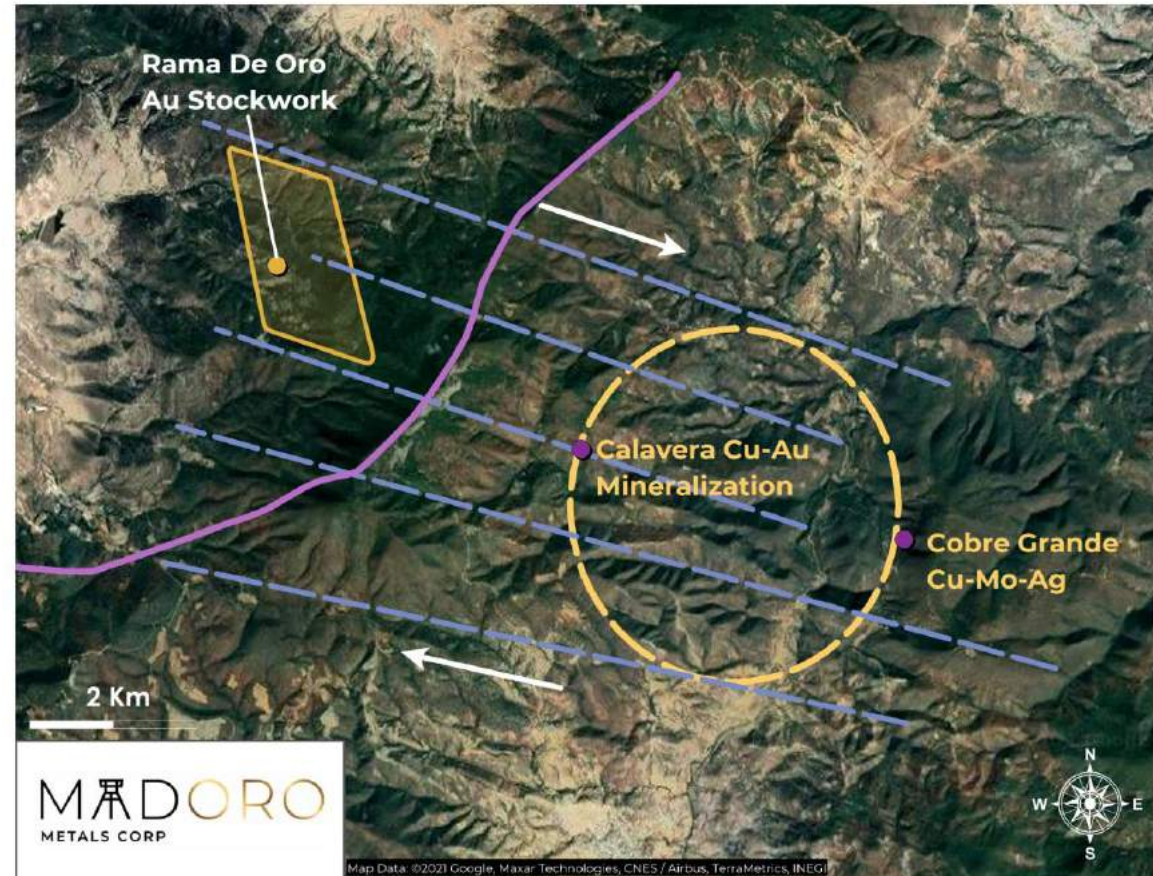 Rama De Oro
Au Stockwork
Calavera Cu-Au
Mineralization
Cobre Grande
Cu-Mo-Ag
2 Km
MADORO
METALS CORP
N
W
E
S
Map Data: ©2021 Google, Maxar Technologies, CNES / Airbus, TerraMetrics, INEGI